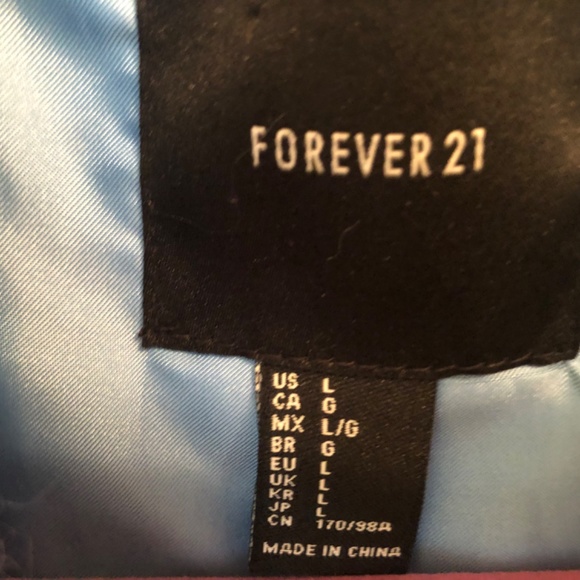 FOREVER 21
US L
CA G
MX L/G
BR G
EU L
UK L
KR L
JP L
CN 170/98A
MADE IN CHINA